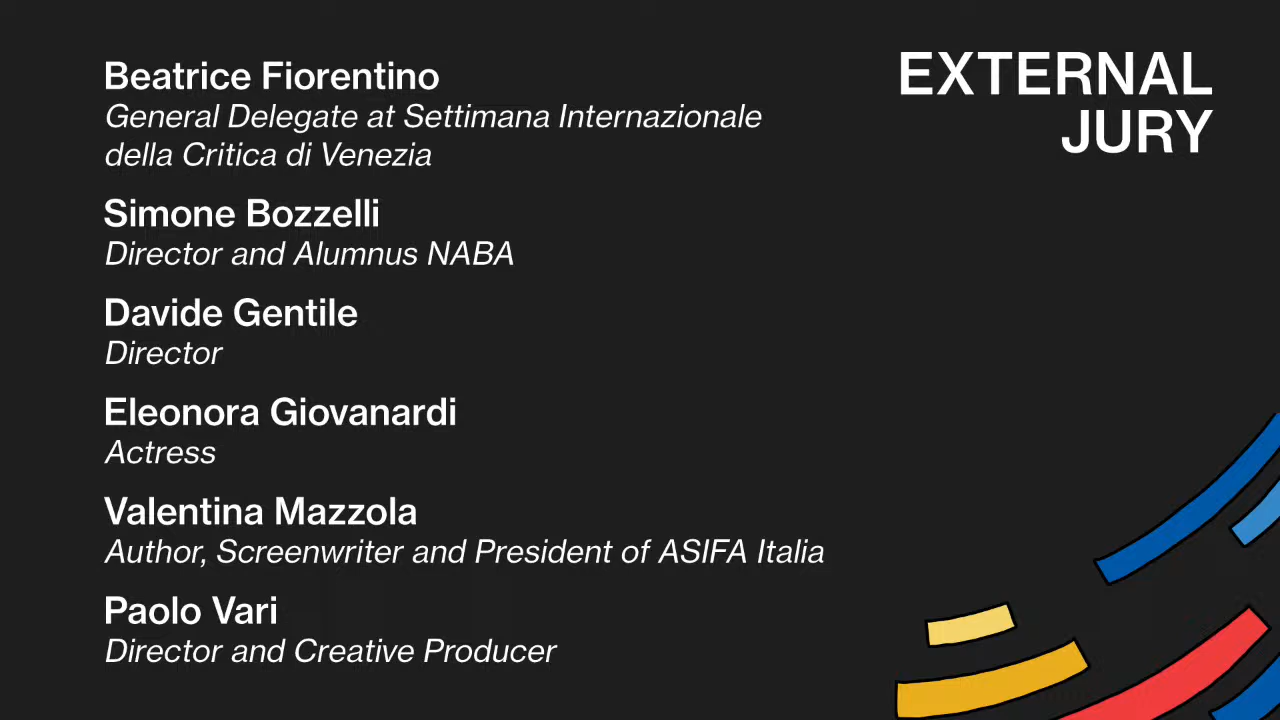 Beatrice Fiorentino
General Delegate at Settimana Internazionale
della Critica di Venezia
Simone Bozzelli
Director and Alumnus NABA
Davide Gentile
Director
Eleonora Giovanardi
Actress
Valentina Mazzola
Author, Screenwriter and President of ASIFA Italia
Paolo Vari
Director and Creative Producer
EXTERNAL
JURY